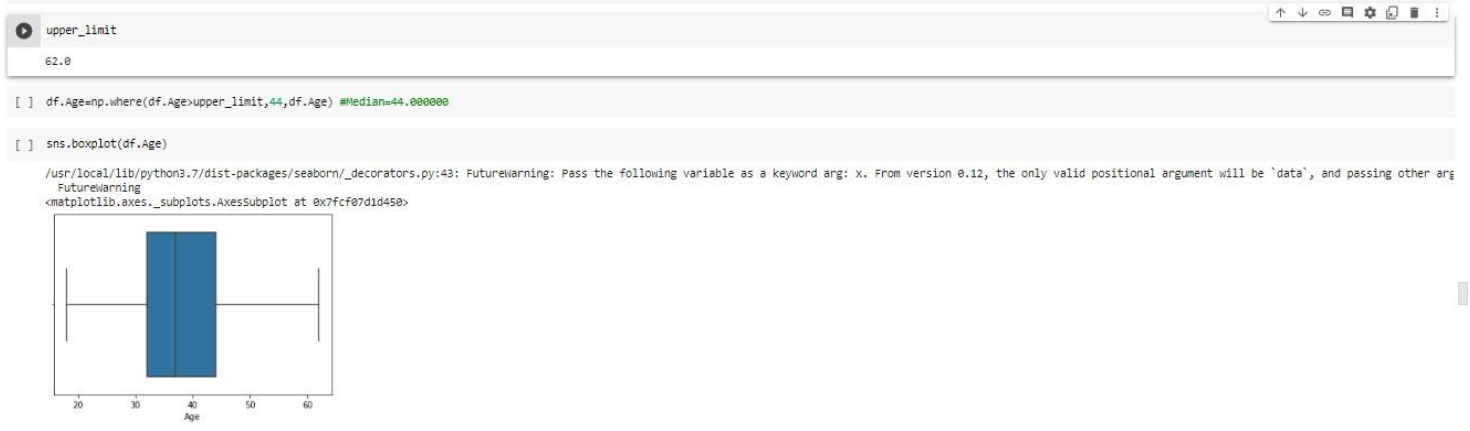 upper_limit
62.0
[ ] df.Age=np.where(df.Age>upper_limit,44,df.Age) #Median=44.000000
[ ] sns.boxplot(df.Age)
/usr/local/lib/python3.7/dist-packages/seaborn/_decorators.py:43: FutureWarning: Pass the following variable as a keyword arg: x. From version 0.12, the only valid positional argument will be `data`, and passing other arg
FutureWarning
<matplotlib.axes._subplots.AxesSubplot at 0x7fcf07d1d450>
20 30 40 50 60
Age